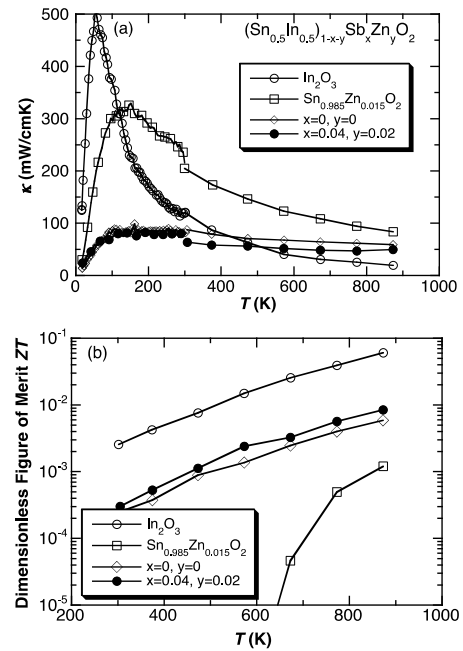 (a)
(Sn0.5In0.5)1-x-ySbxZnyO2
In2O3
Sn0.985Zn0.015O2
x=0, y=0
x=0.04, y=0.02
κ (mW/cmK)
500
400
300
200
100
50
0
0 200 400 600 800 1000
T (K)
(b)
Dimensionless Figure of Merit ZT
10-1
10-2
10-3
10-4
10-5
In2O3
Sn0.985Zn0.015O2
x=0, y=0
x=0.04, y=0.02
200 400 600 800 1000
T (K)